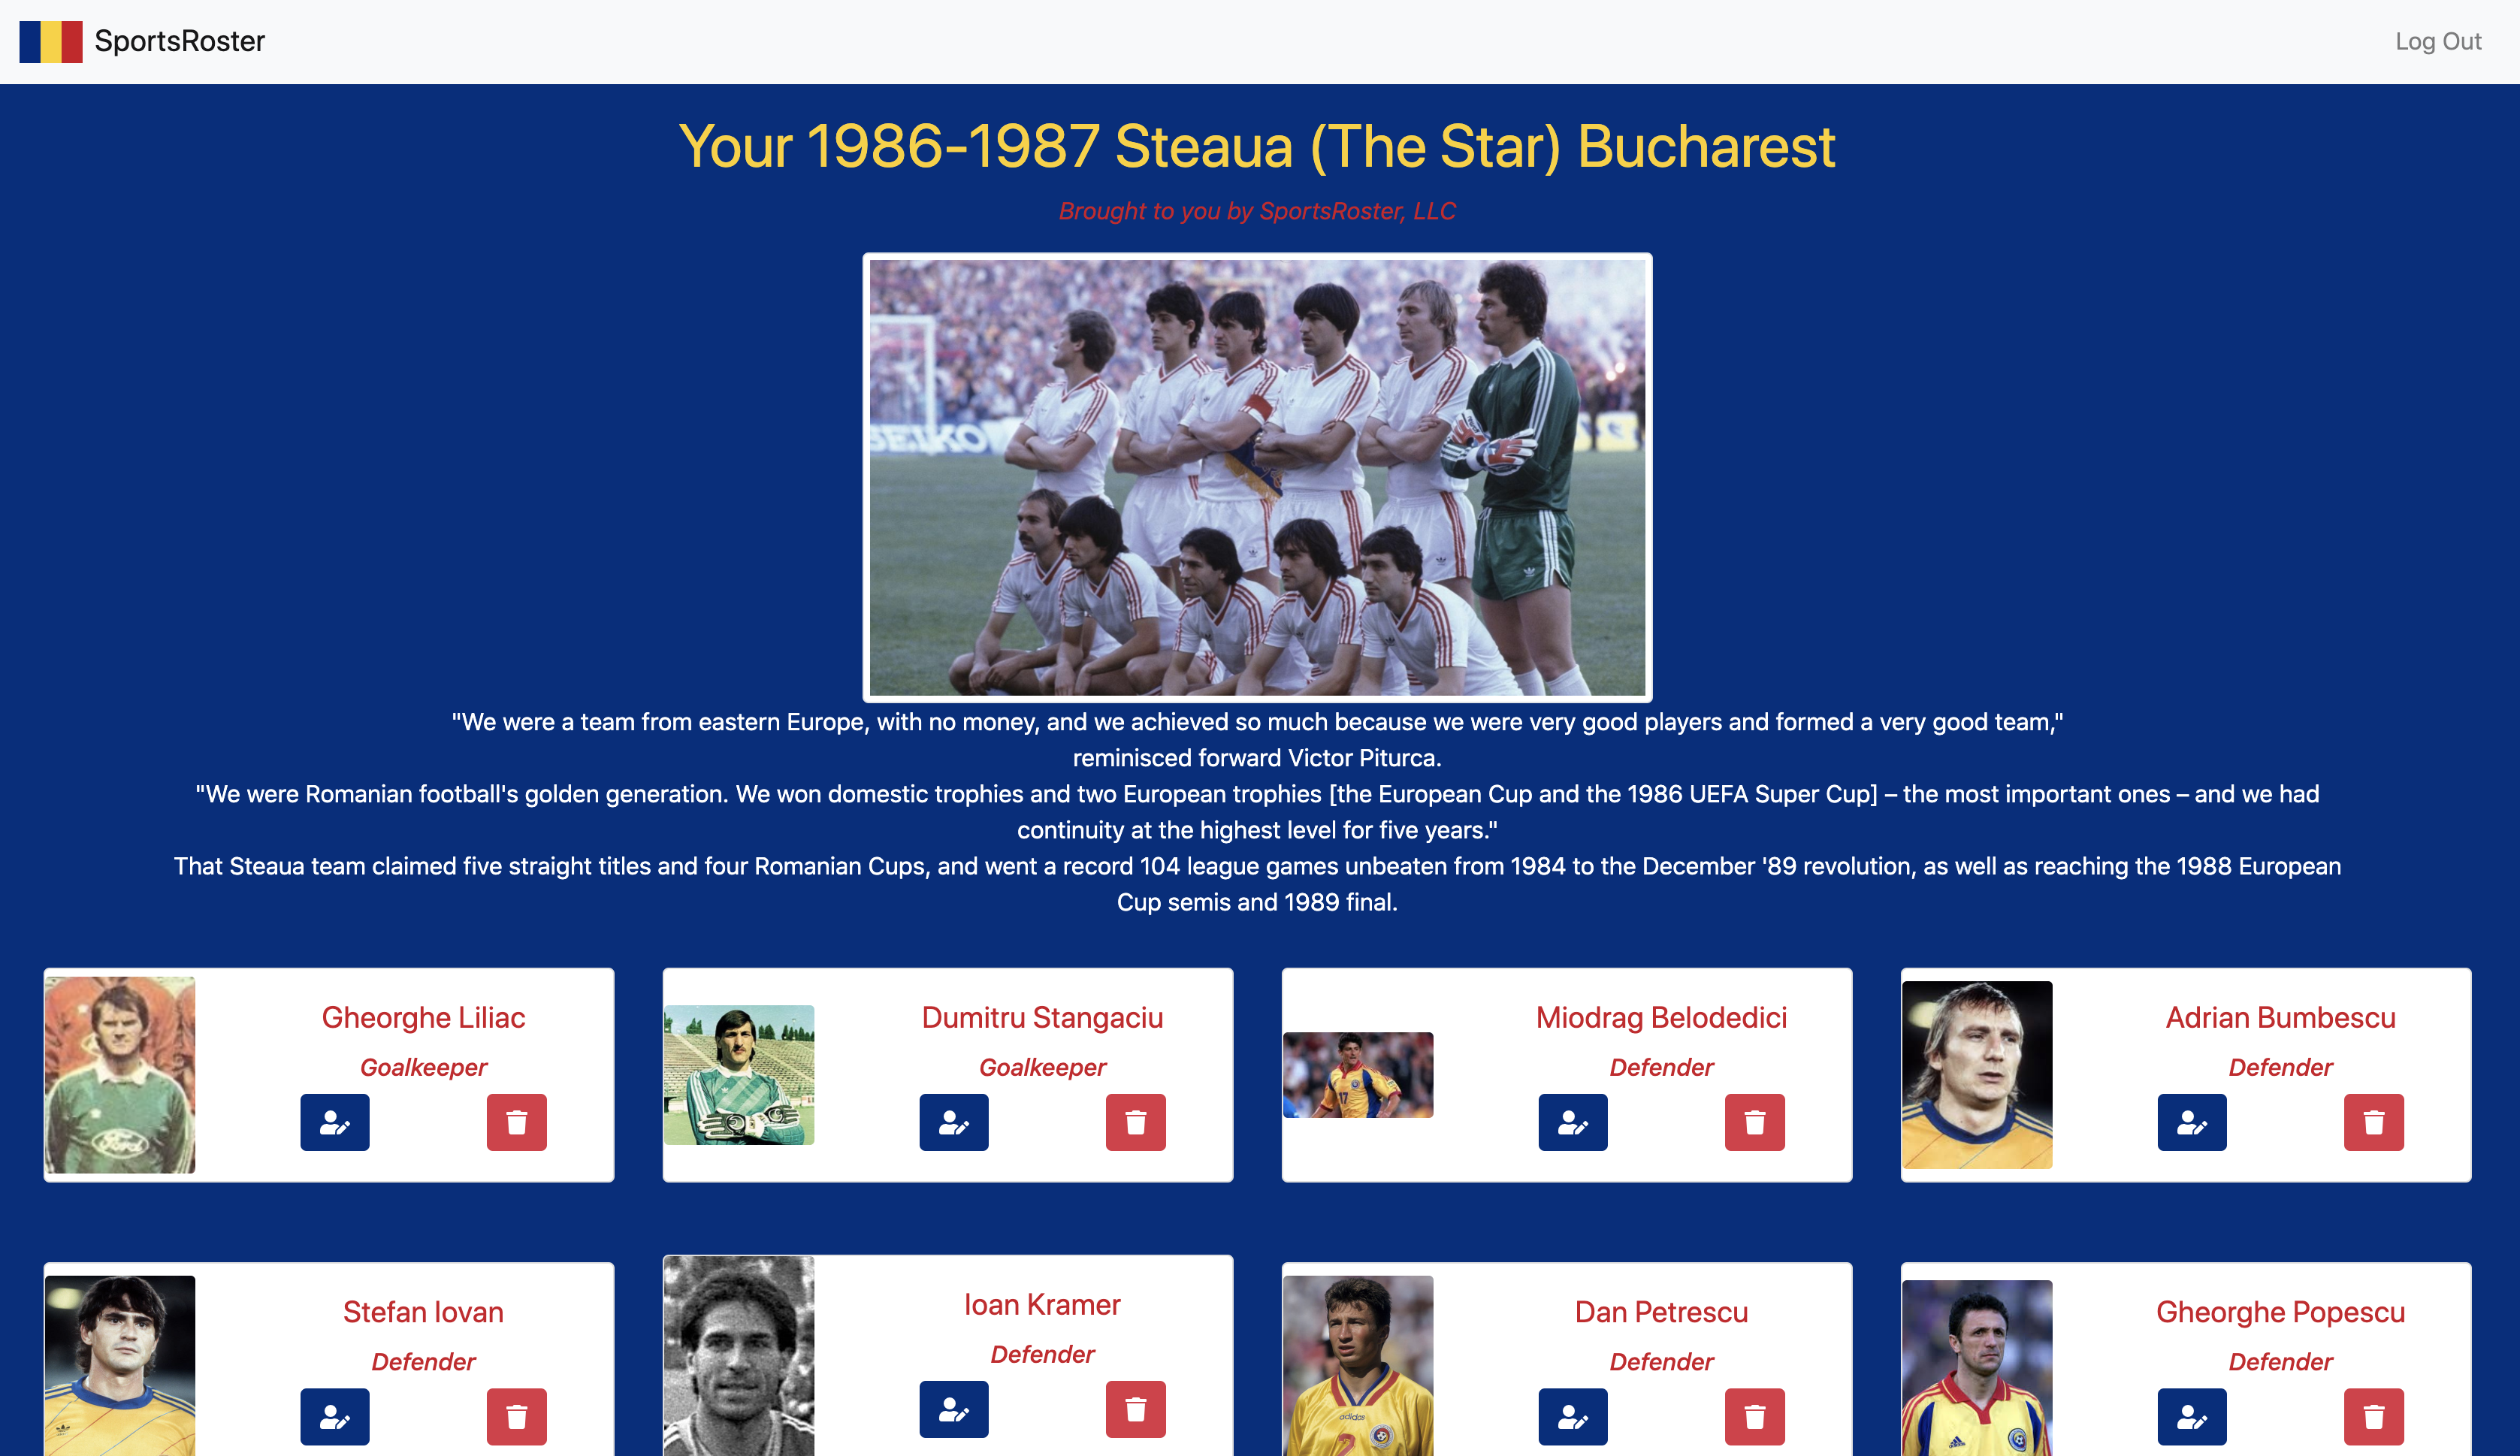 SportsRoster
Log Out
Your 1986-1987 Steaua (The Star) Bucharest
Brought to you by SportsRoster, LLC
SEIKO
"We were a team from eastern Europe, with no money, and we achieved so much because we were very good players and formed a very good team,"
reminisced forward Victor Piturca.
"We were Romanian football's golden generation. We won domestic trophies and two European trophies [the European Cup and the 1986 UEFA Super Cup] – the most important ones – and we had
continuity at the highest level for five years."
That Steaua team claimed five straight titles and four Romanian Cups, and went a record 104 league games unbeaten from 1984 to the December '89 revolution, as well as reaching the 1988 European
Cup semis and 1989 final.
Gheorghe Liliac
Goalkeeper
Ford
Dumitru Stangaciu
Goalkeeper
Miodrag Belodedici
Defender
17
Adrian Bumbescu
Defender
Stefan Iovan
Defender
Ioan Kramer
Defender
Dan Petrescu
Defender
adidas
2
Gheorghe Popescu
Defender